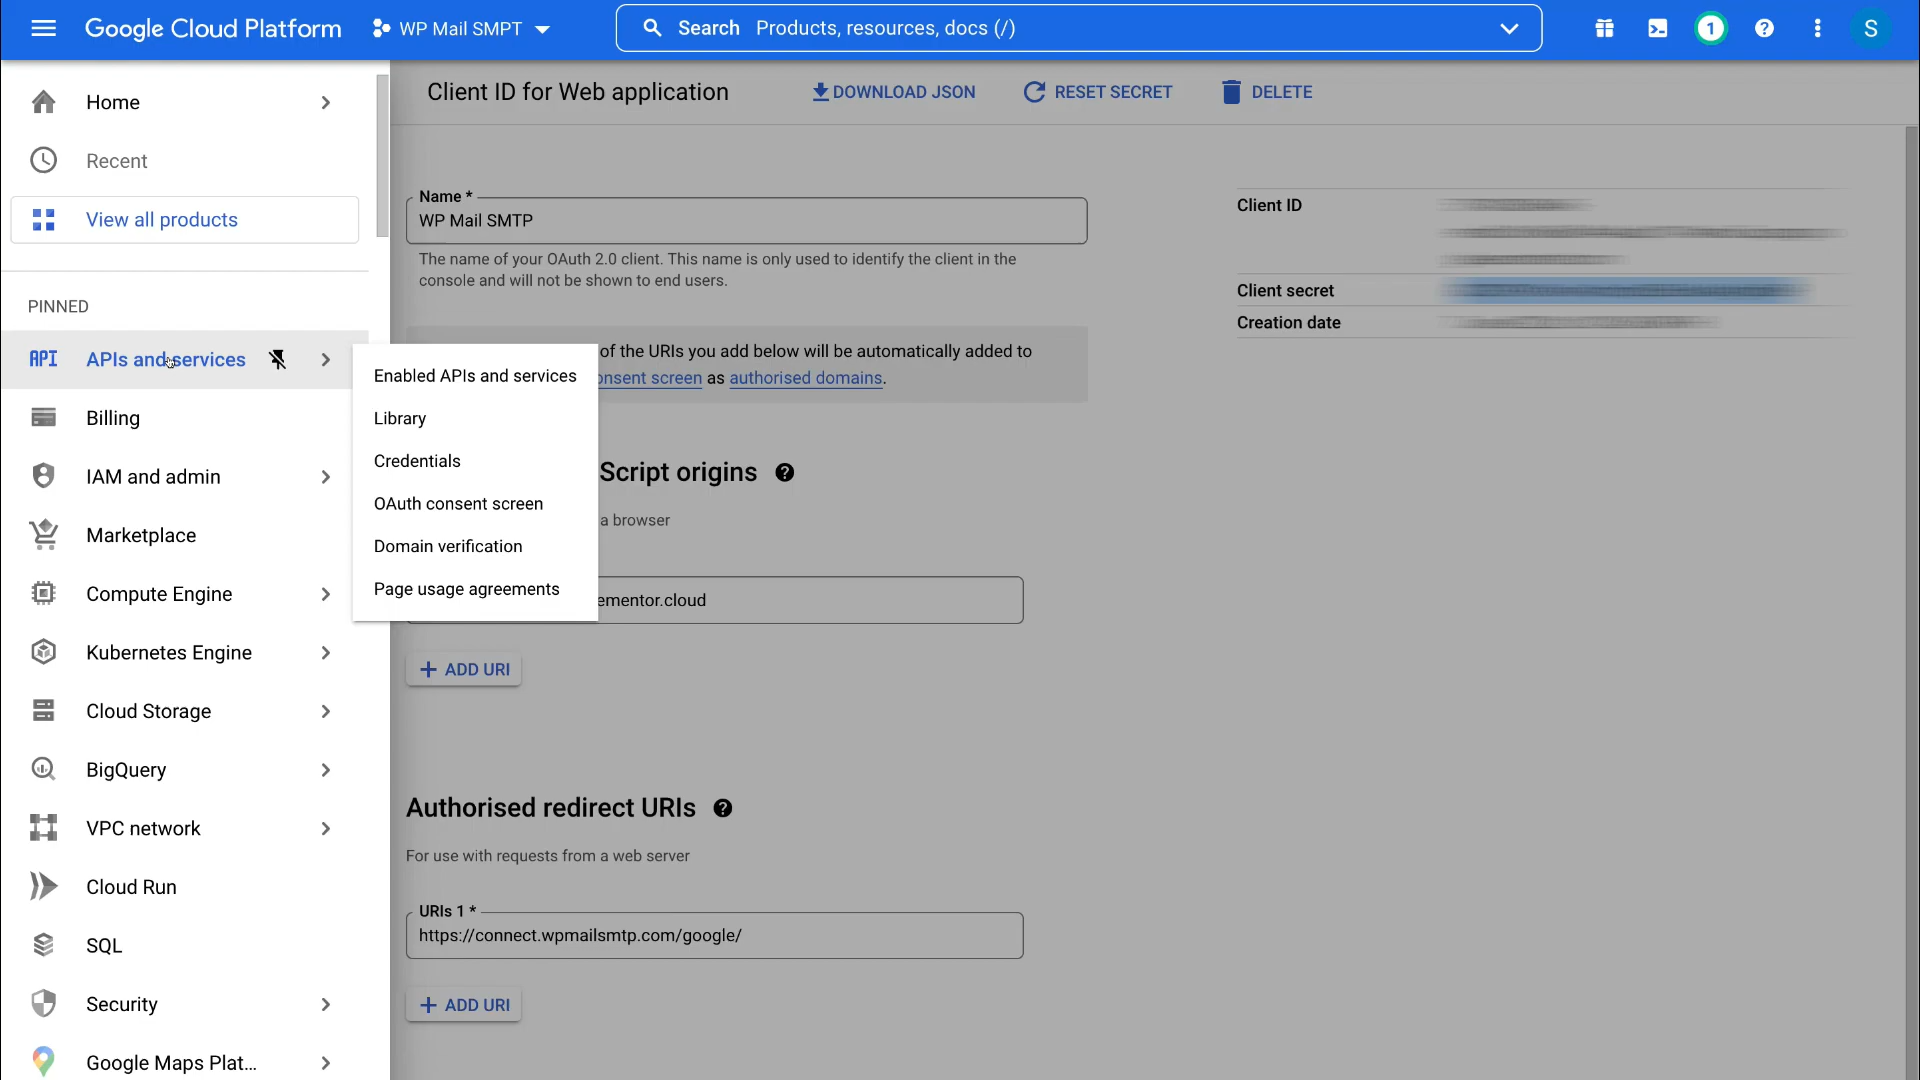 Google Cloud Platform
WP Mail SMPT
Search Products, resources, docs (/)
1
S
Home
Recent
View all products
PINNED
API APIs and services
Billing
IAM and admin
Marketplace
Compute Engine
Kubernetes Engine
Cloud Storage
BigQuery
VPC network
Cloud Run
SQL
Security
Google Maps Plat...
Enabled APIs and services
Library
Credentials
OAuth consent screen
Domain verification
Page usage agreements
Client ID for Web application
DOWNLOAD JSON
RESET SECRET
DELETE
Name *
WP Mail SMTP
The name of your OAuth 2.0 client. This name is only used to identify the client in the
console and will not be shown to end users.
of the URIs you add below will be automatically added to
onsent screen as authorised domains.
Script origins
a browser
ementor.cloud
+ ADD URI
Authorised redirect URIs
For use with requests from a web server
URIs 1 *
https://connect.wpmailsmtp.com/google/
+ ADD URI
Client ID
Client secret
Creation date